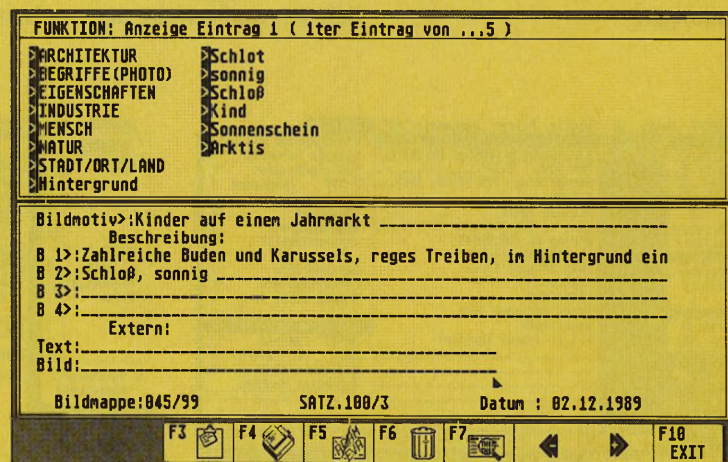 FUNKTION: Anzeige Eintrag 1 ( 1ter Eintrag von ...5 )
>ARCHITEKTUR >Schlot
>BEGRIFFE(PHOTO) >sonnig
>EIGENSCHAFTEN >Schloß
>INDUSTRIE >Kind
>MENSCH >Sonnenschein
>NATUR >Arktis
>STADT/ORT/LAND
>Hintergrund
Bildmotiv>:Kinder auf einem Jahrmarkt
Beschreibung:
B 1>:Zahlreiche Buden und Karussels, reges Treiben, im Hintergrund ein
B 2>:Schloß, sonnig
B 3>:
B 4>:
Extern:
Text:
Bild:
Bildmappe:045/99 SATZ.100/3 Datum : 02.12.1989
F3 F4 F5 F6 F7 F10
EXIT